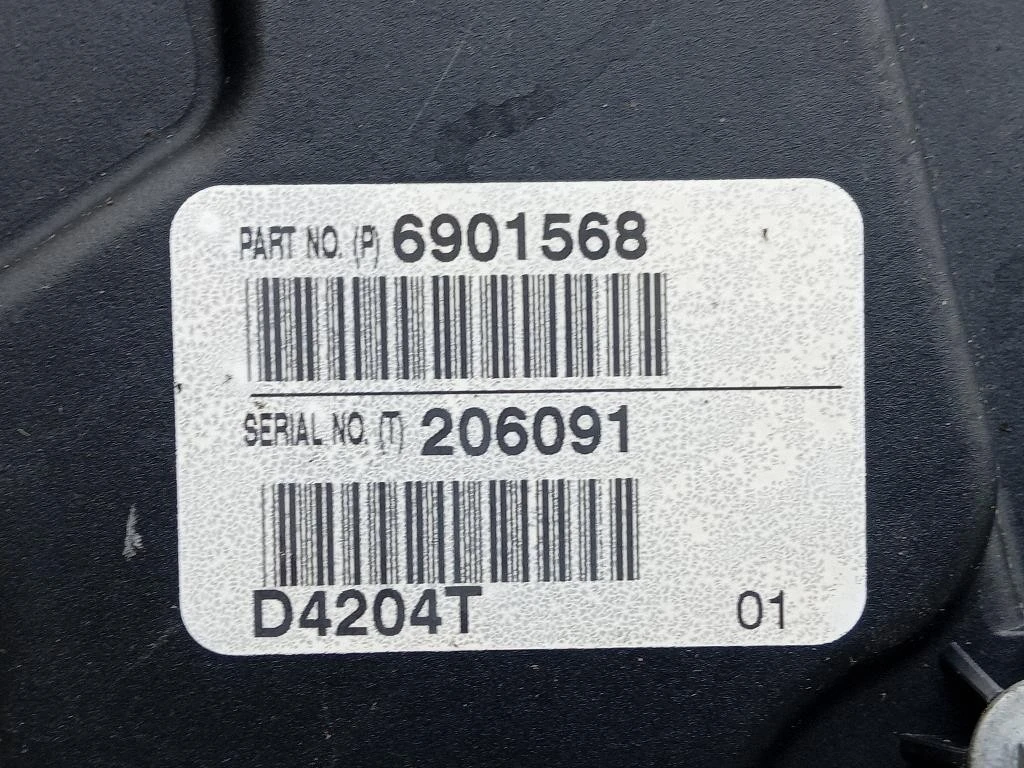 PART NO. (P) 6901568
SERIAL NO. (T) 206091
D4204T 01